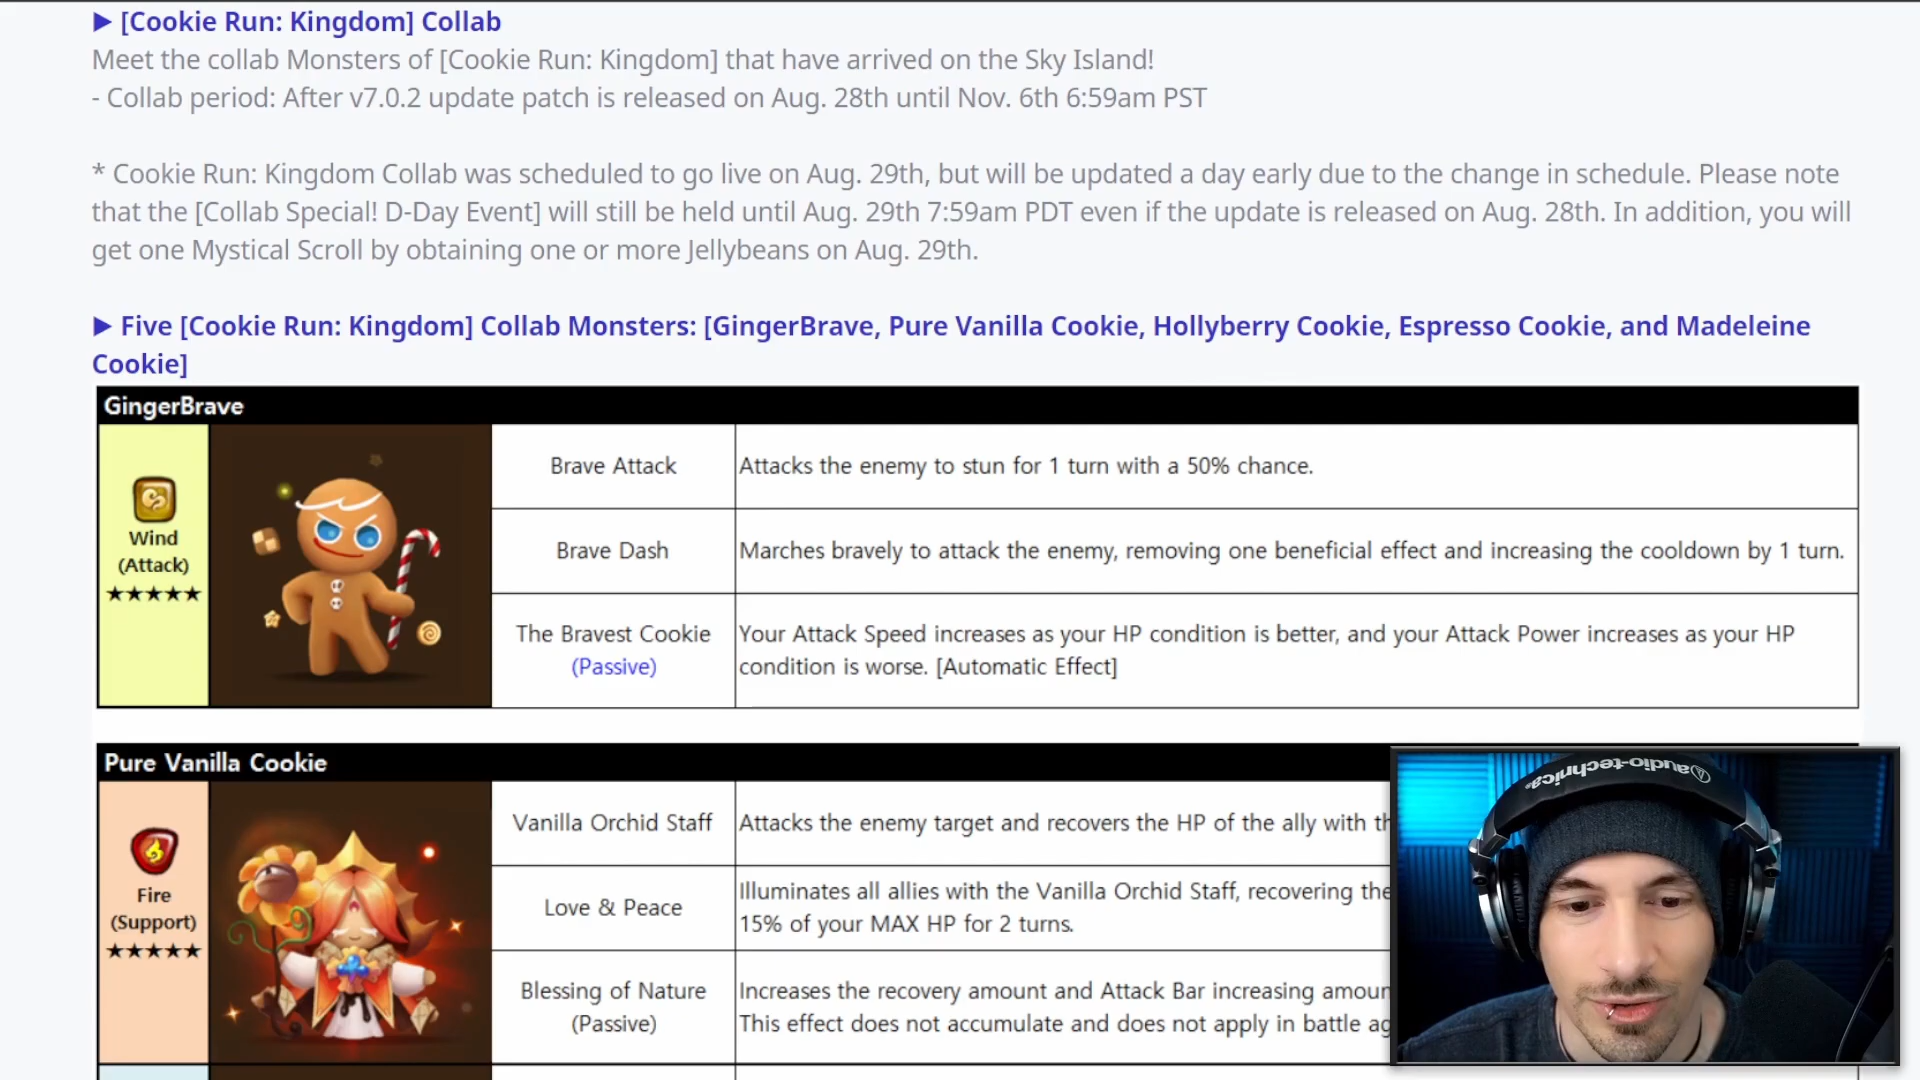 ▶ [Cookie Run: Kingdom] Collab
Meet the collab Monsters of [Cookie Run: Kingdom] that have arrived on the Sky Island!
- Collab period: After v7.0.2 update patch is released on Aug. 28th until Nov. 6th 6:59am PST
* Cookie Run: Kingdom Collab was scheduled to go live on Aug. 29th, but will be updated a day early due to the change in schedule. Please note
that the [Collab Special! D-Day Event] will still be held until Aug. 29th 7:59am PDT even if the update is released on Aug. 28th. In addition, you will
get one Mystical Scroll by obtaining one or more Jellybeans on Aug. 29th.
▶ Five [Cookie Run: Kingdom] Collab Monsters: [GingerBrave, Pure Vanilla Cookie, Hollyberry Cookie, Espresso Cookie, and Madeleine
Cookie]
GingerBrave
Wind
(Attack)
★★★★★
Brave Attack
Attacks the enemy to stun for 1 turn with a 50% chance.
Brave Dash
Marches bravely to attack the enemy, removing one beneficial effect and increasing the cooldown by 1 turn.
The Bravest Cookie
(Passive)
Your Attack Speed increases as your HP condition is better, and your Attack Power increases as your HP
condition is worse. [Automatic Effect]
Pure Vanilla Cookie
Fire
(Support)
★★★★★
Vanilla Orchid Staff
Attacks the enemy target and recovers the HP of the ally with
Love & Peace
Illuminates all allies with the Vanilla Orchid Staff, recovering the
15% of your MAX HP for 2 turns.
Blessing of Nature
(Passive)
Increases the recovery amount and Attack Bar increasing
This effect does not accumulate and does not apply in battle
audio-technica